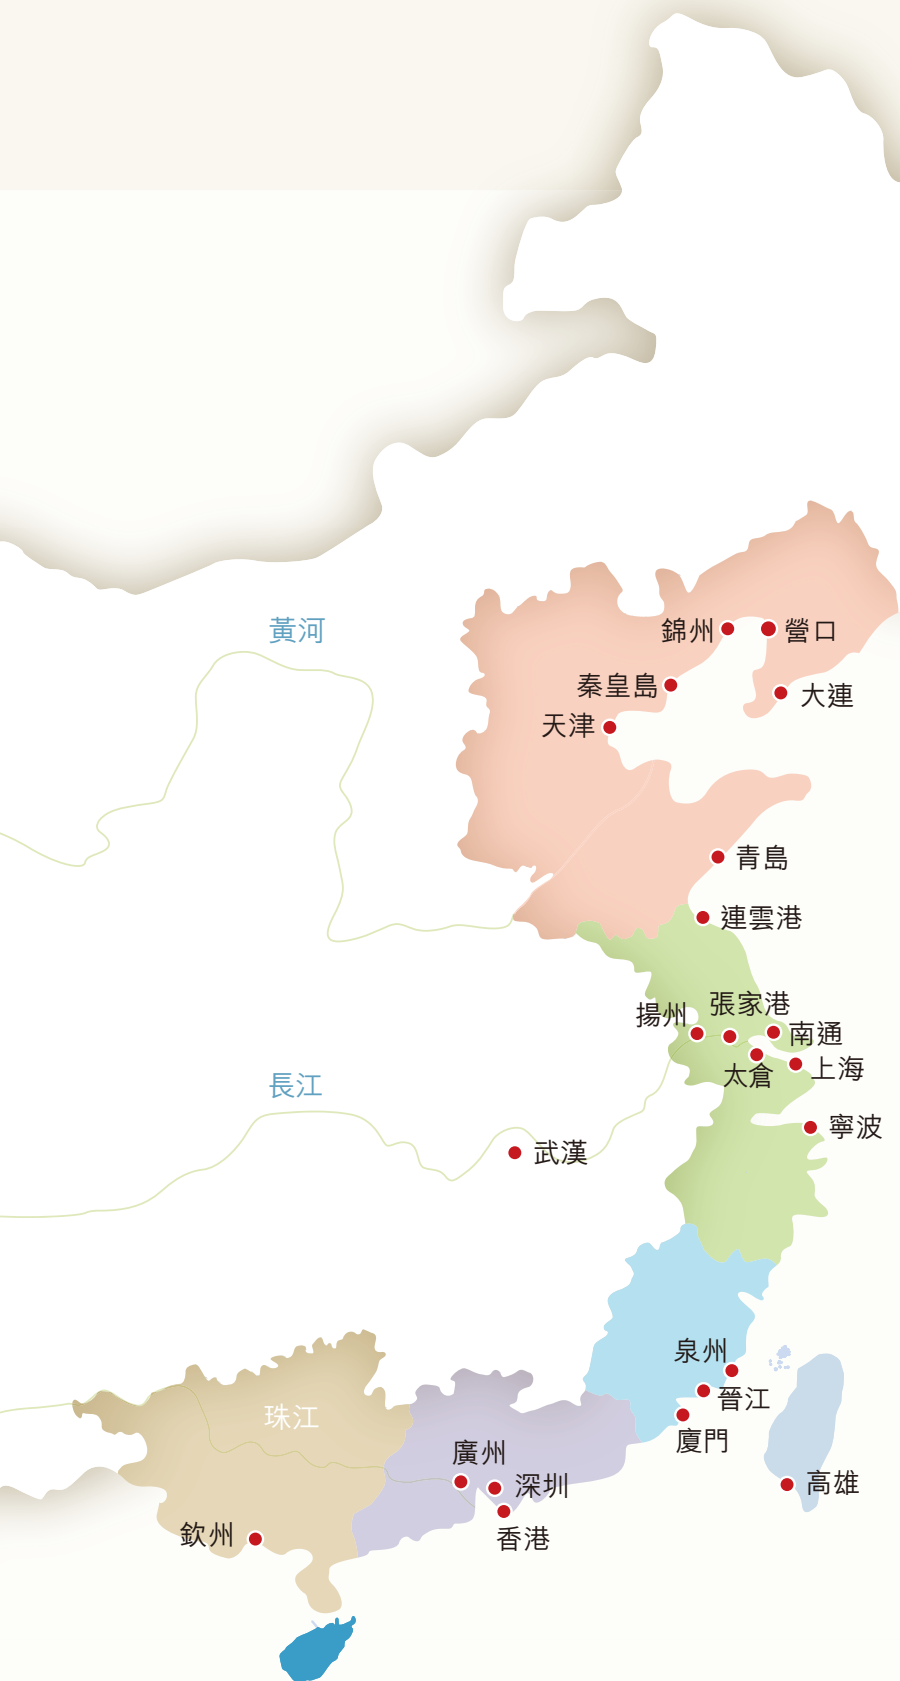 黃河
錦州
營口
秦皇島
大連
天津
青島
連雲港
張家港
揚州
南通
上海
太倉
長江
寧波
武漢
泉州
晉江
珠江
廈門
廣州
高雄
深圳
欽州
香港